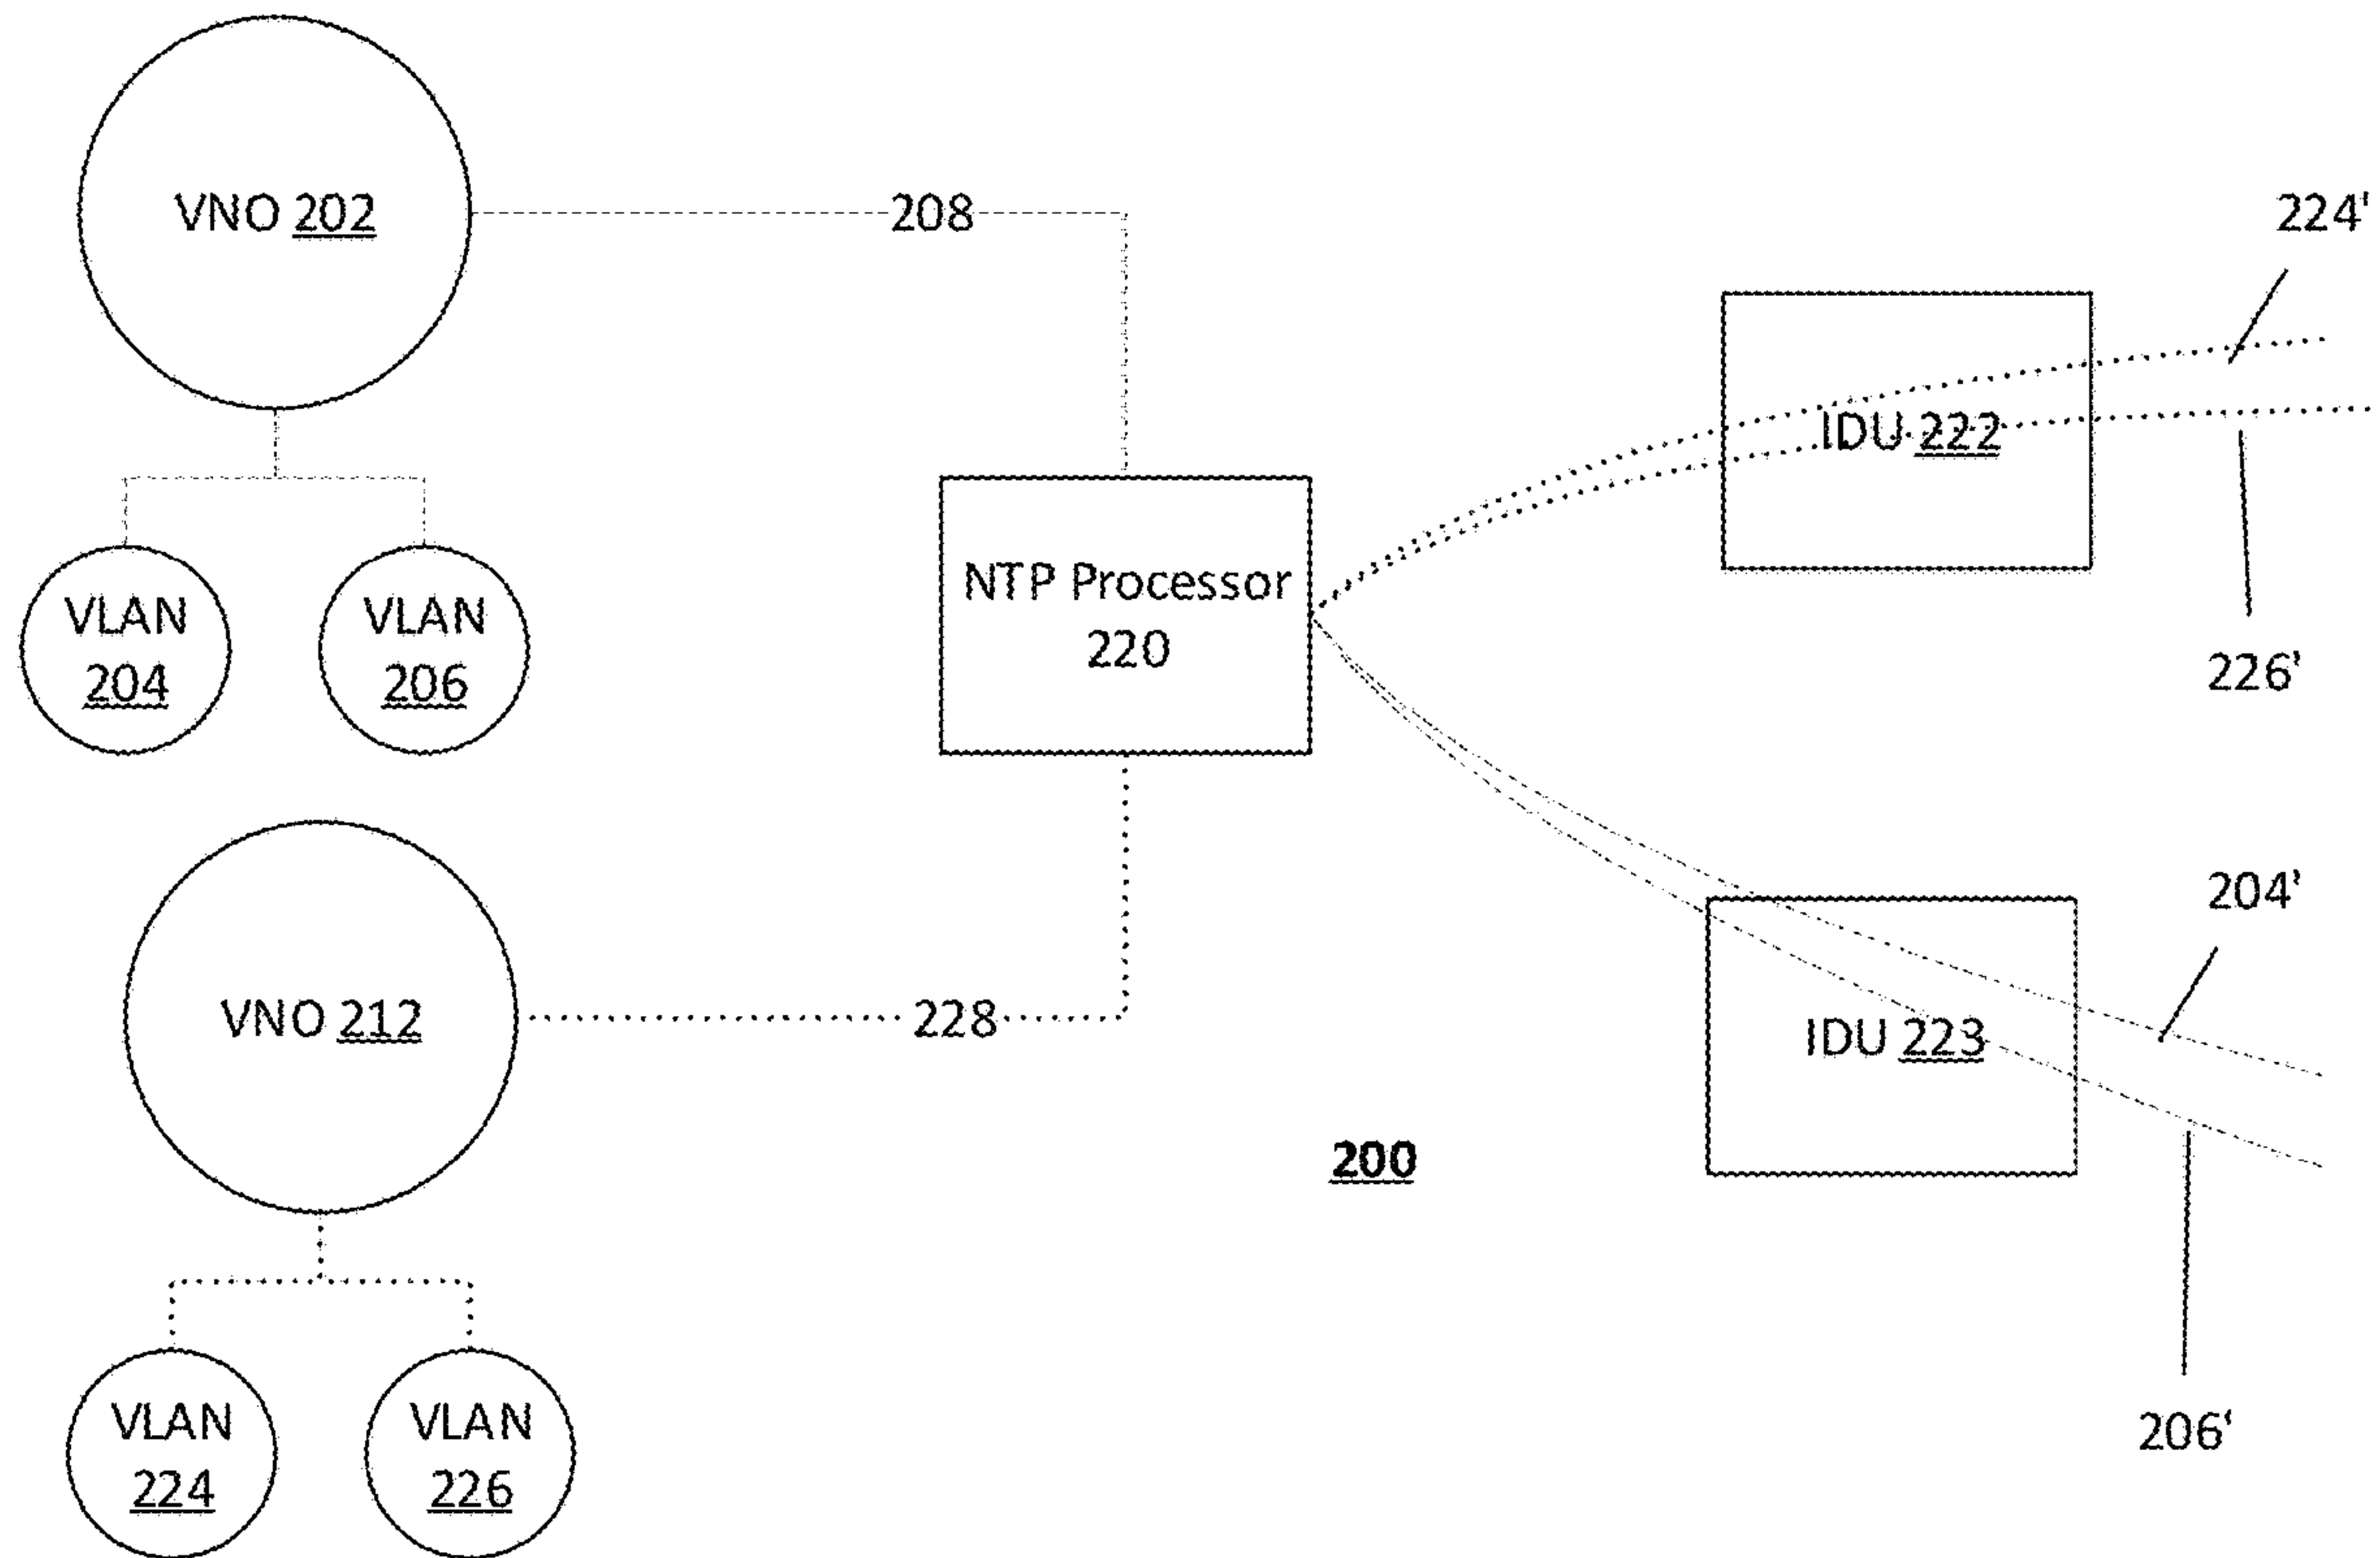 VNO 202
208
224'
IDU 222
NTP Processor
220
VLAN
204
VLAN
206
226'
204'
VNO 212
228
IDU 223
200
206'
VLAN
224
VLAN
226